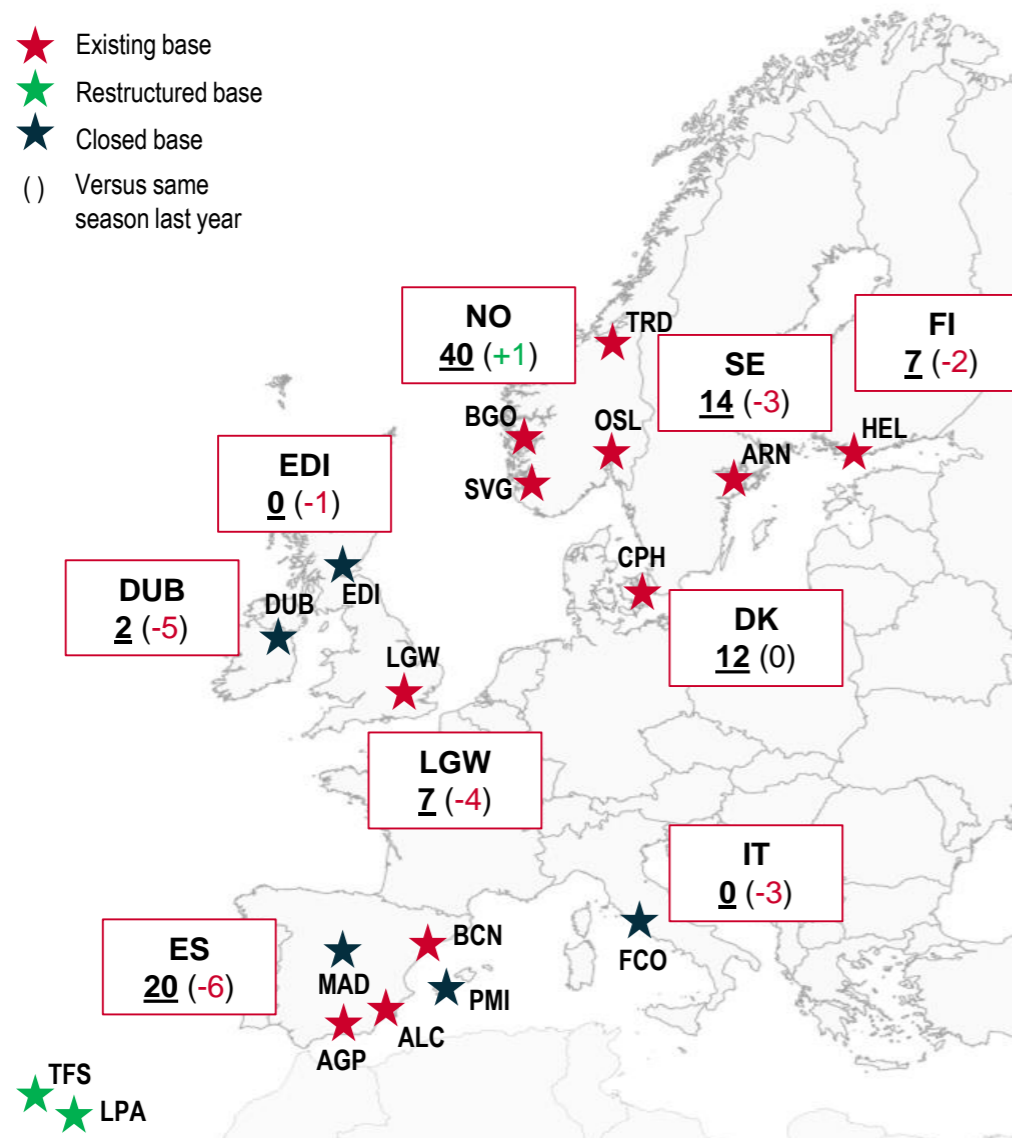 Existing base
Restructured base
Closed base
( ) Versus same
season last year
NO
40 (+1)
TRD
FI
7 (-2)
SE
14 (-3)
BGO
OSL
HEL
ARN
SVG
EDI
0 (-1)
CPH
DUB
2 (-5)
DUB
EDI
DK
12 (0)
LGW
LGW
7 (-4)
IT
0 (-3)
ES
20 (-6)
BCN
MAD
FCO
PMI
ALC
AGP
TFS
LPA